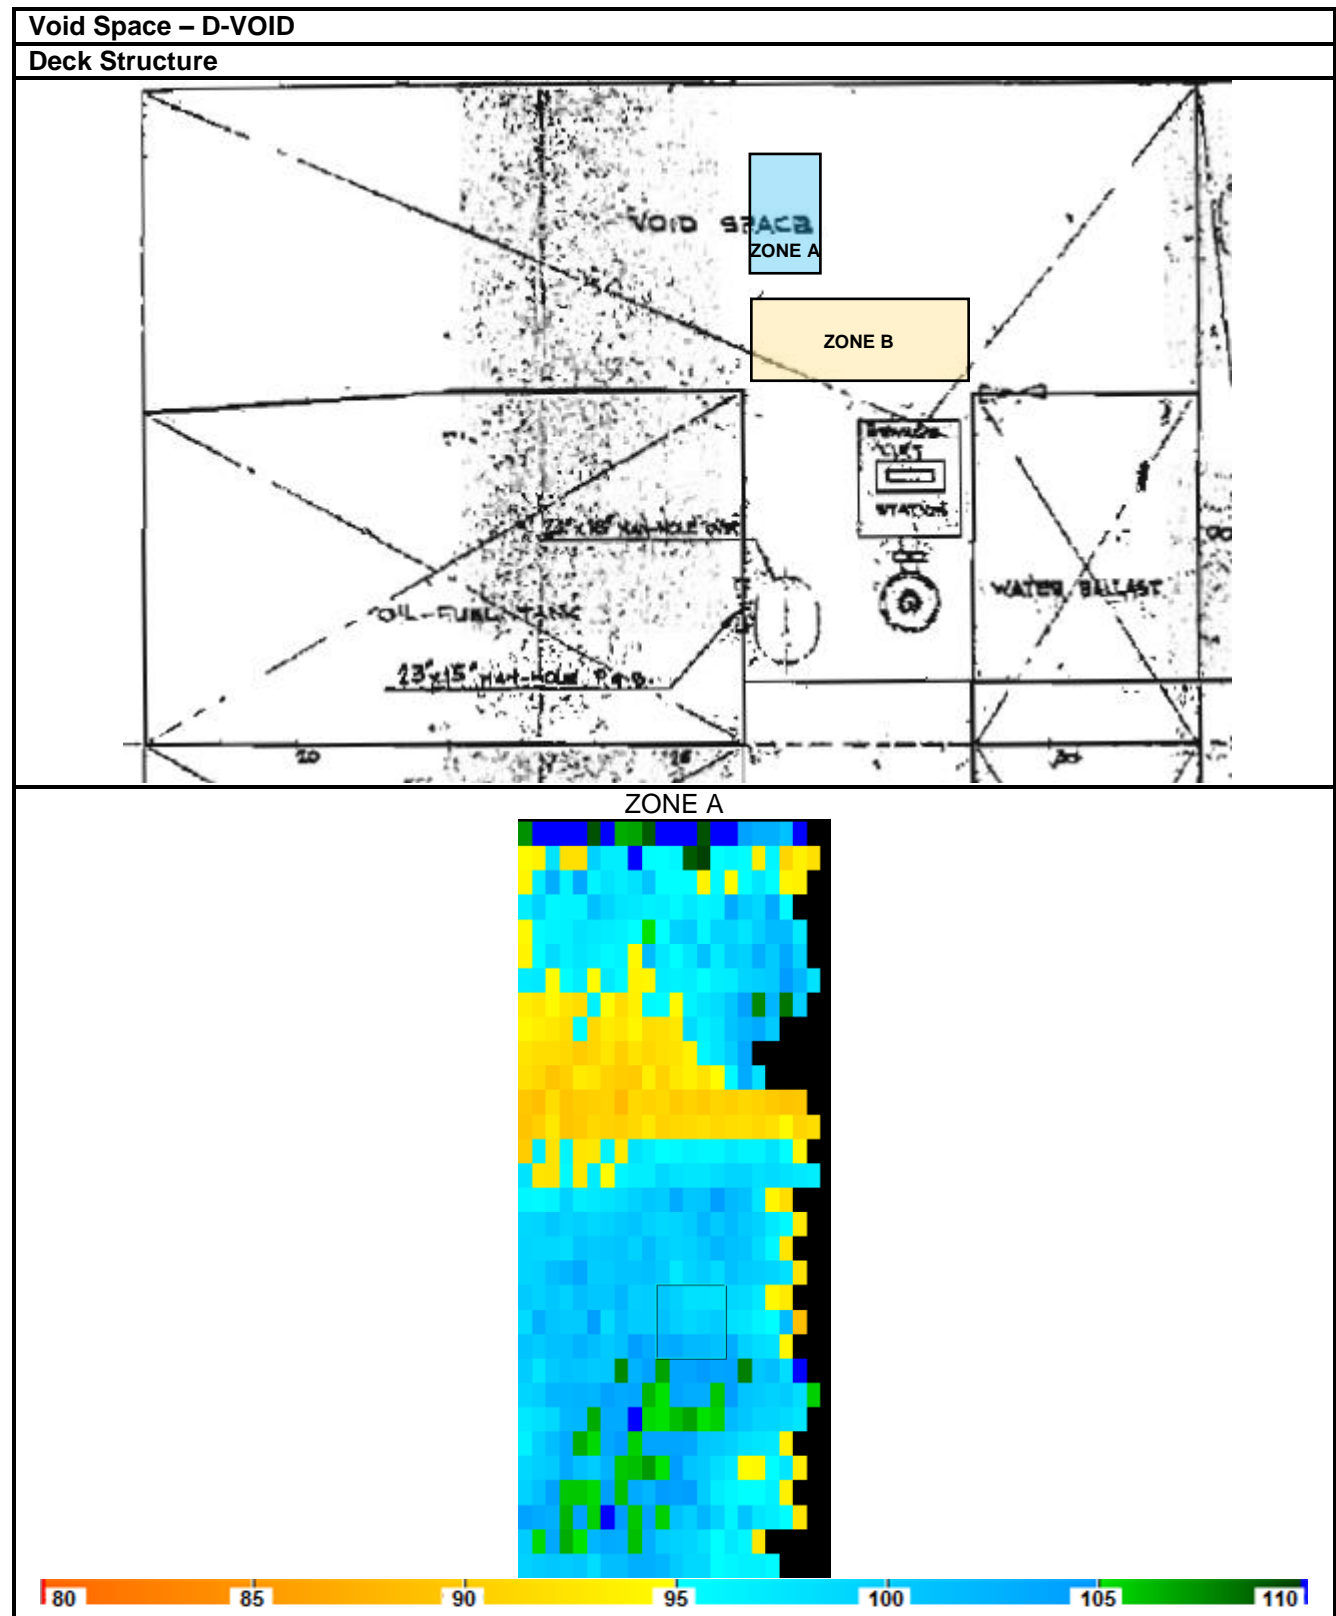 Void Space – D-VOID
Deck Structure
VOID SPACE
ZONE A
ZONE B
STATION
23"x15" MAN-HOLE
WATER BALLAST
OIL-FUEL TANK
23"x15" MAN-HOLE
20
ZONE A
80 85 90 95 100 105 110